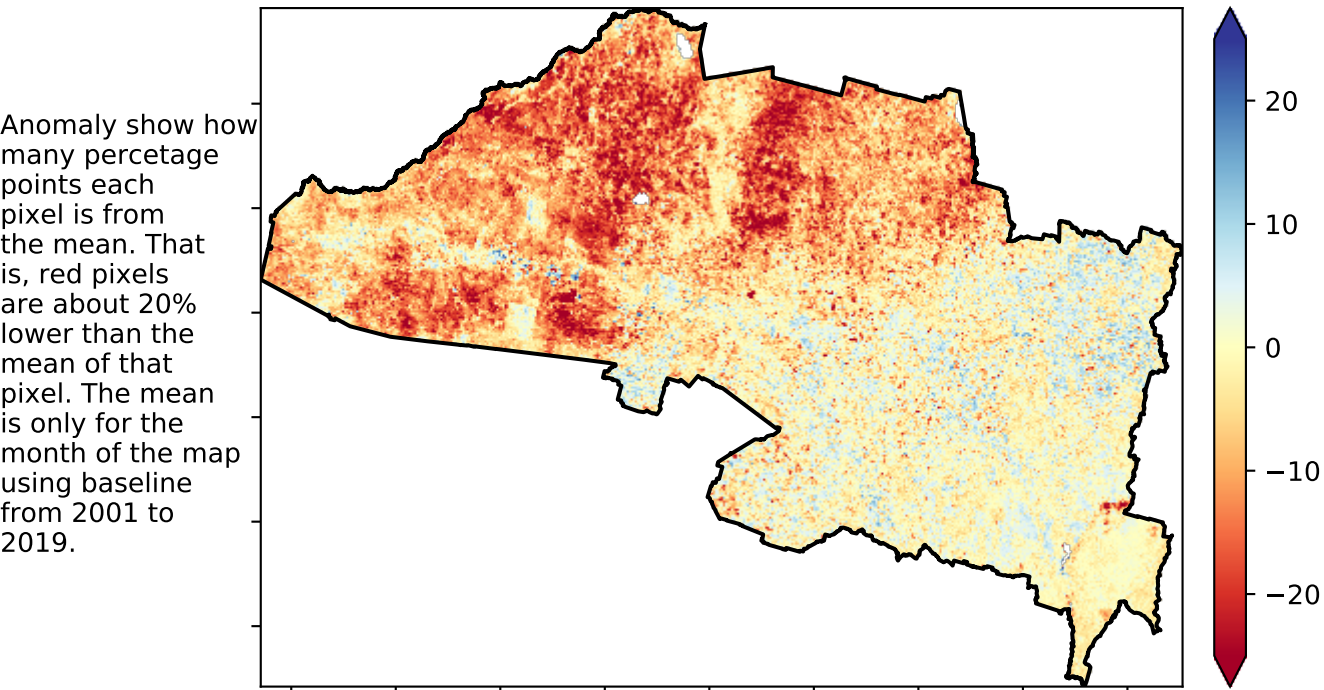 Anomaly show how
many percetage
points each
pixel is from
the mean. That
is, red pixels
are about 20%
lower than the
mean of that
pixel. The mean
is only for the
month of the map
using baseline
from 2001 to
2019.
20
10
0
−10
−20